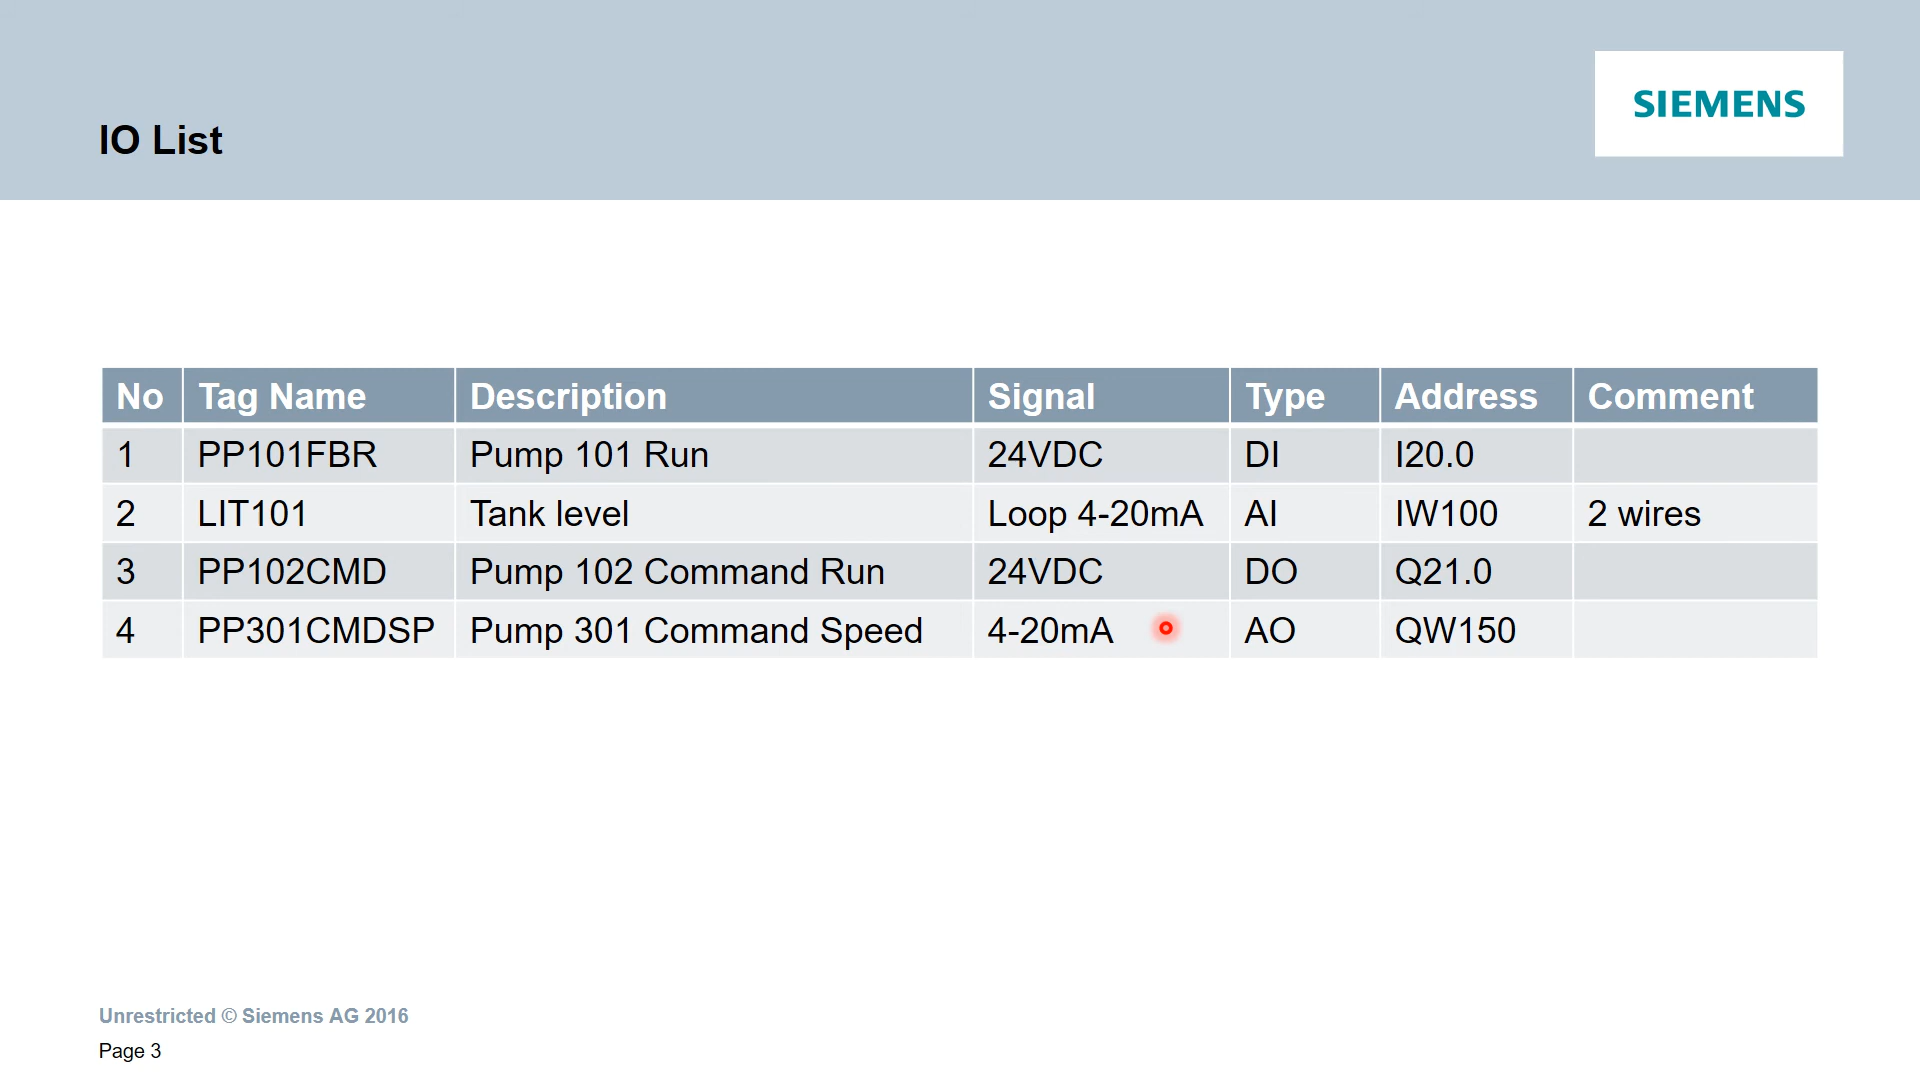 SIEMENS
IO List
No Tag Name Description Signal Type Address Comment
1 PP101FBR Pump 101 Run 24VDC DI I20.0
2 LIT101 Tank level Loop 4-20mA AI IW100 2 wires
3 PP102CMD Pump 102 Command Run 24VDC DO Q21.0
4 PP301CMDSP Pump 301 Command Speed 4-20mA AO QW150
Unrestricted © Siemens AG 2016
Page 3